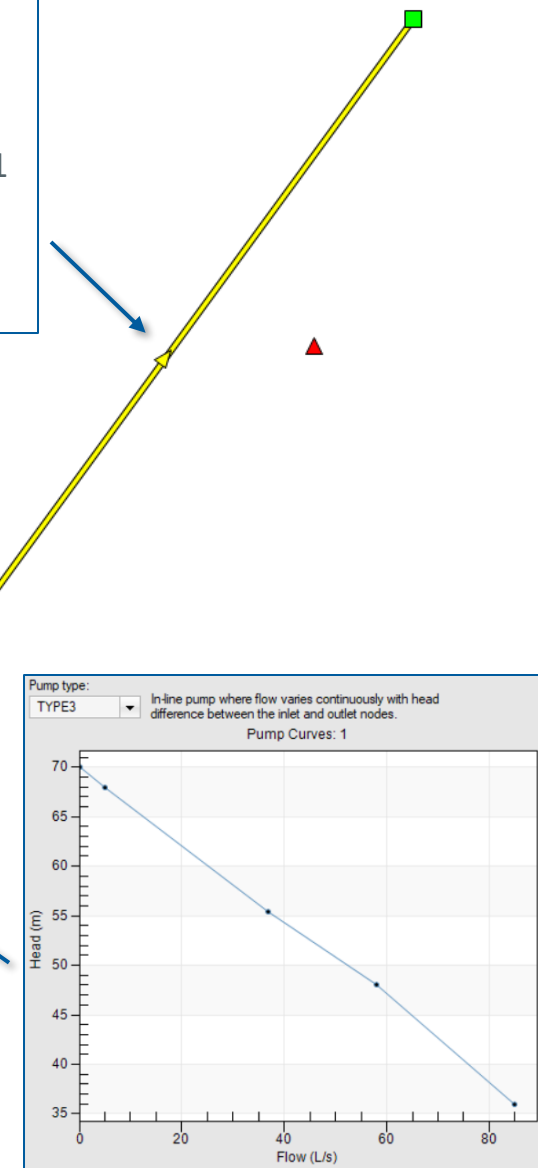 1
Pump type:
TYPE3
In-line pump where flow varies continuously with head
difference between the inlet and outlet nodes.
Pump Curves: 1
70
65
60
55
50
45
40
35
Head (m)
0 20 40 60 80
Flow (L/s)